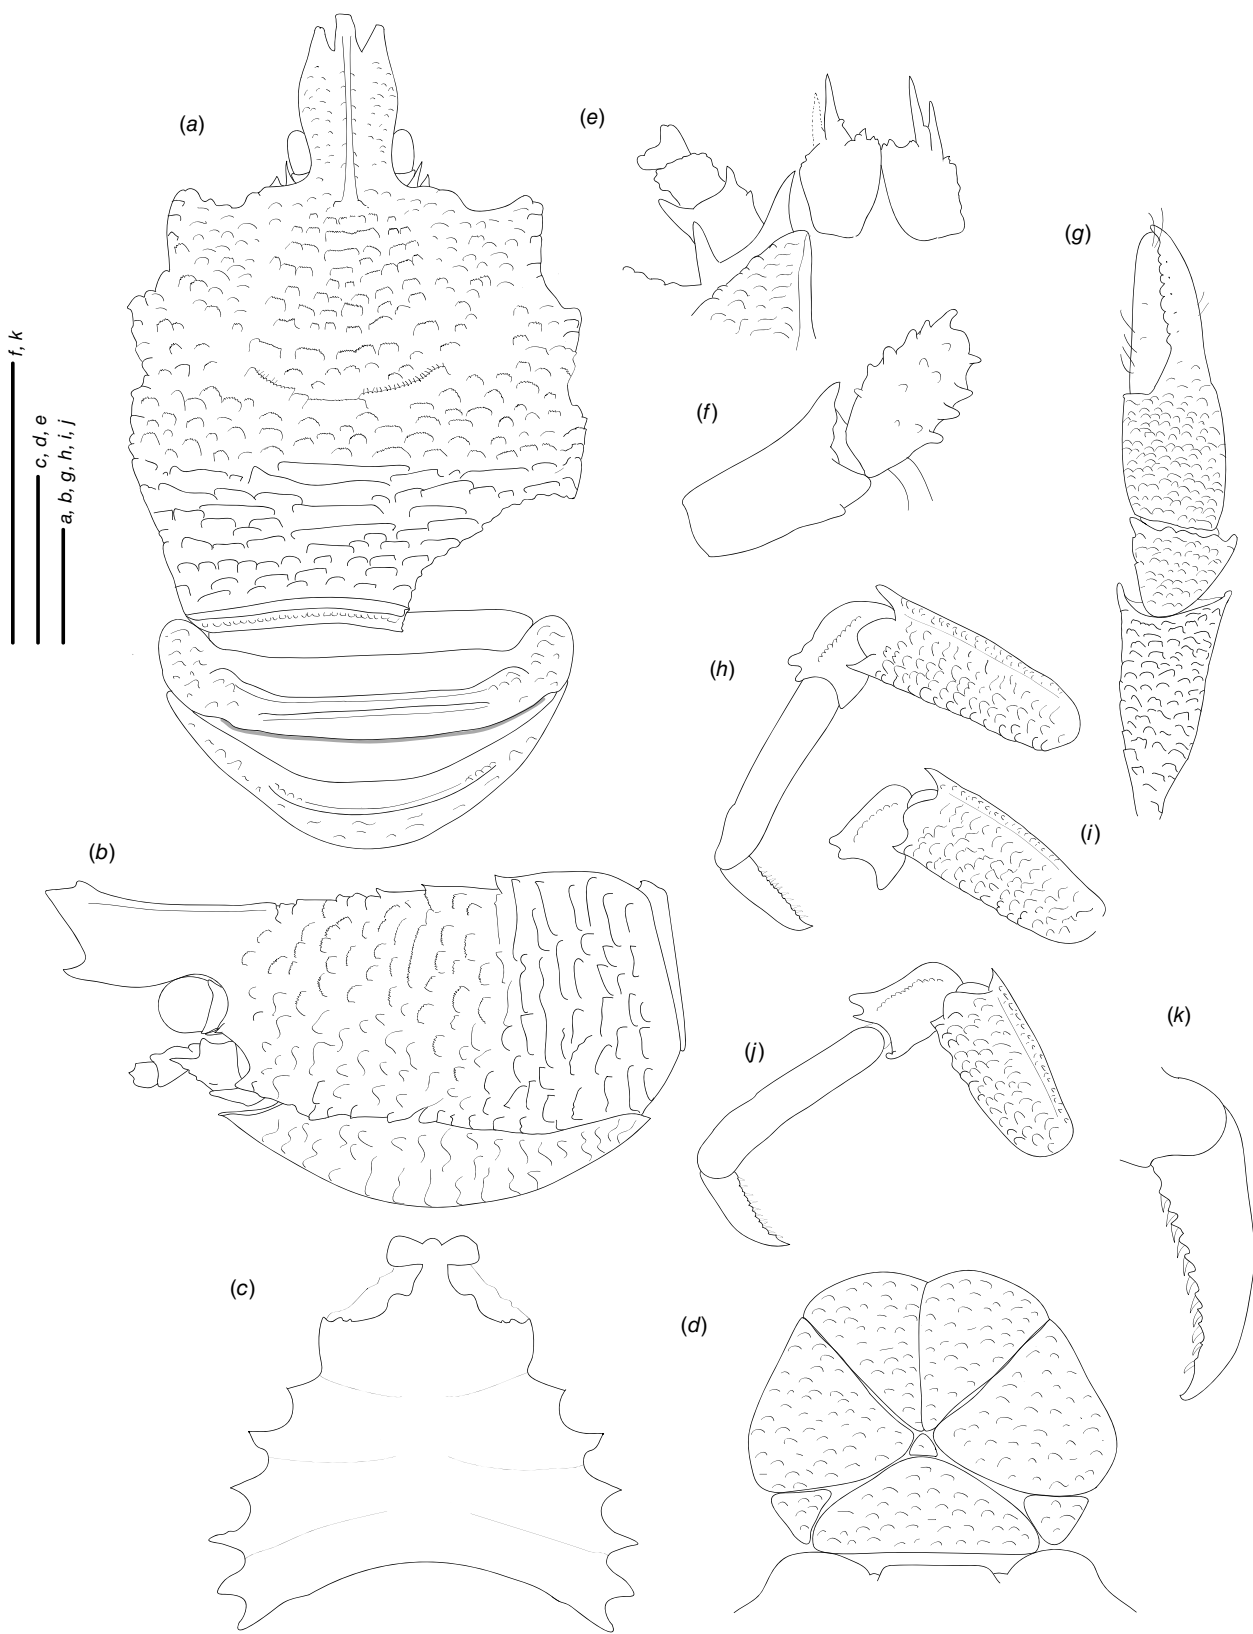 (a)
(e)
(g)
f, k
c, d, e
a, b, g, h, i, j
(f)
(h)
(i)
(b)
(k)
(j)
(c)
(d)